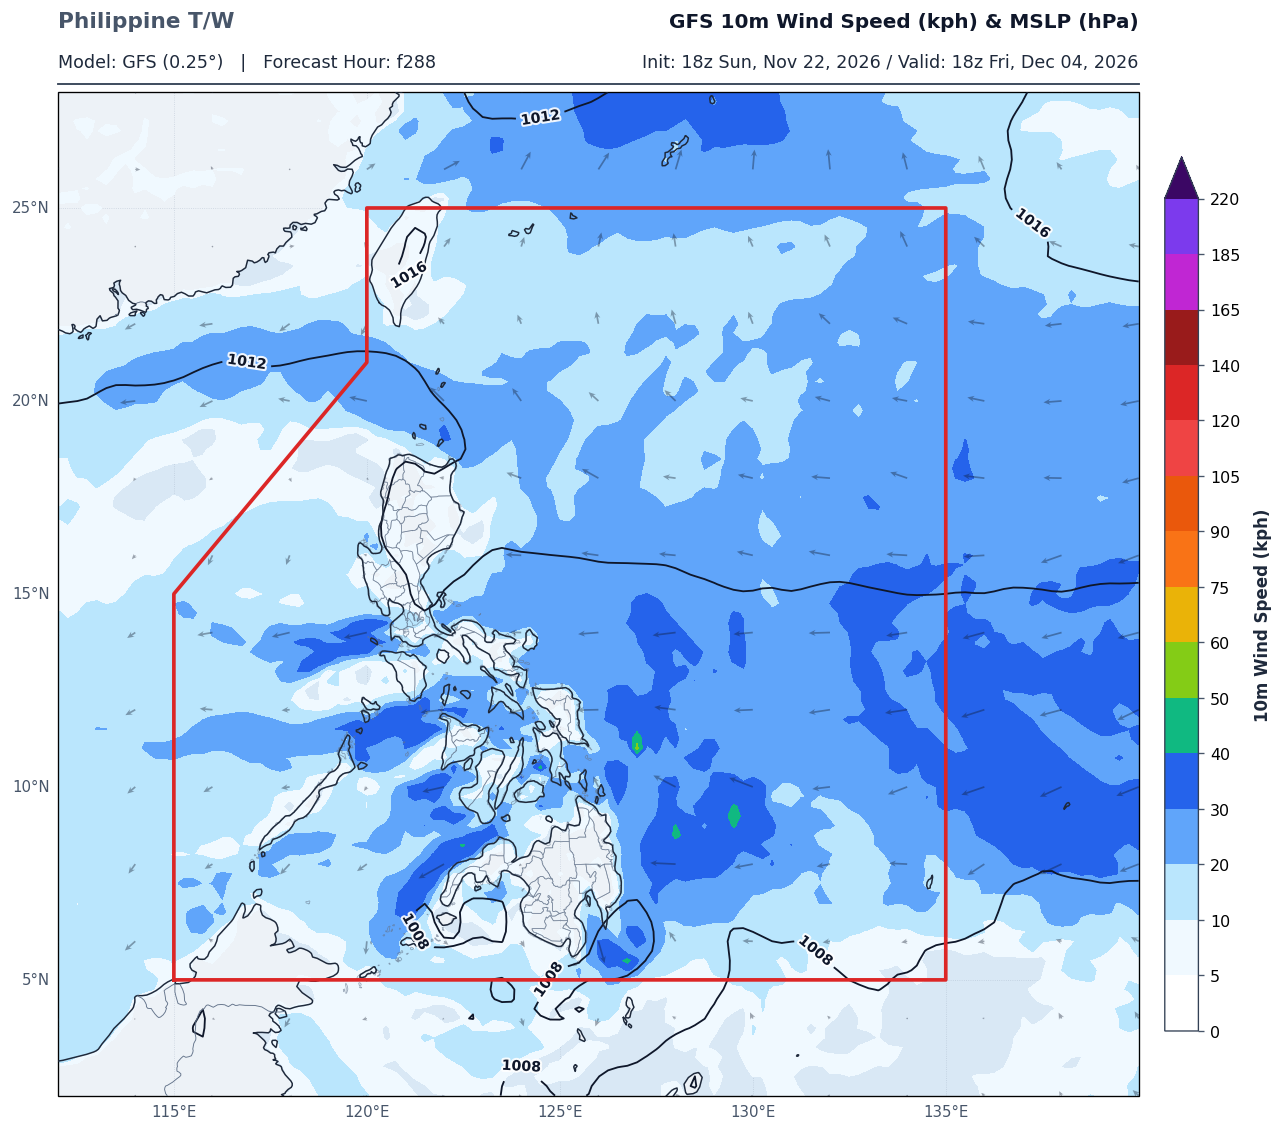 Philippine T/W
GFS 10m Wind Speed (kph) & MSLP (hPa)
Model: GFS (0.25°) | Forecast Hour: f288
Init: 18z Sun, Nov 22, 2026 / Valid: 18z Fri, Dec 04, 2026
1012
1016
1016
1012
1008
1008
1008
1008
25°N
20°N
15°N
10°N
5°N
115°E
120°E
125°E
130°E
135°E
220
185
165
140
120
105
90
75
60
50
40
30
20
10
5
0
10m Wind Speed (kph)